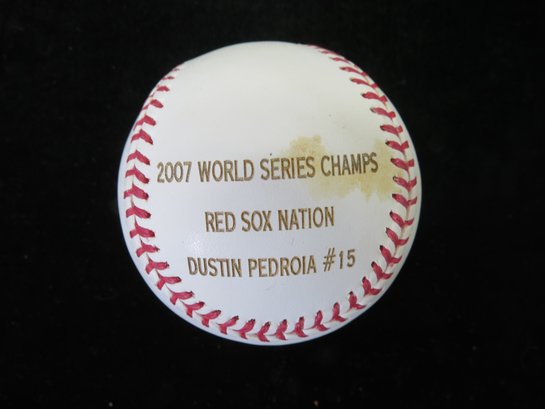 2007 WORLD SERIES CHAMPS
RED SOX NATION
DUSTIN PEDROIA #15